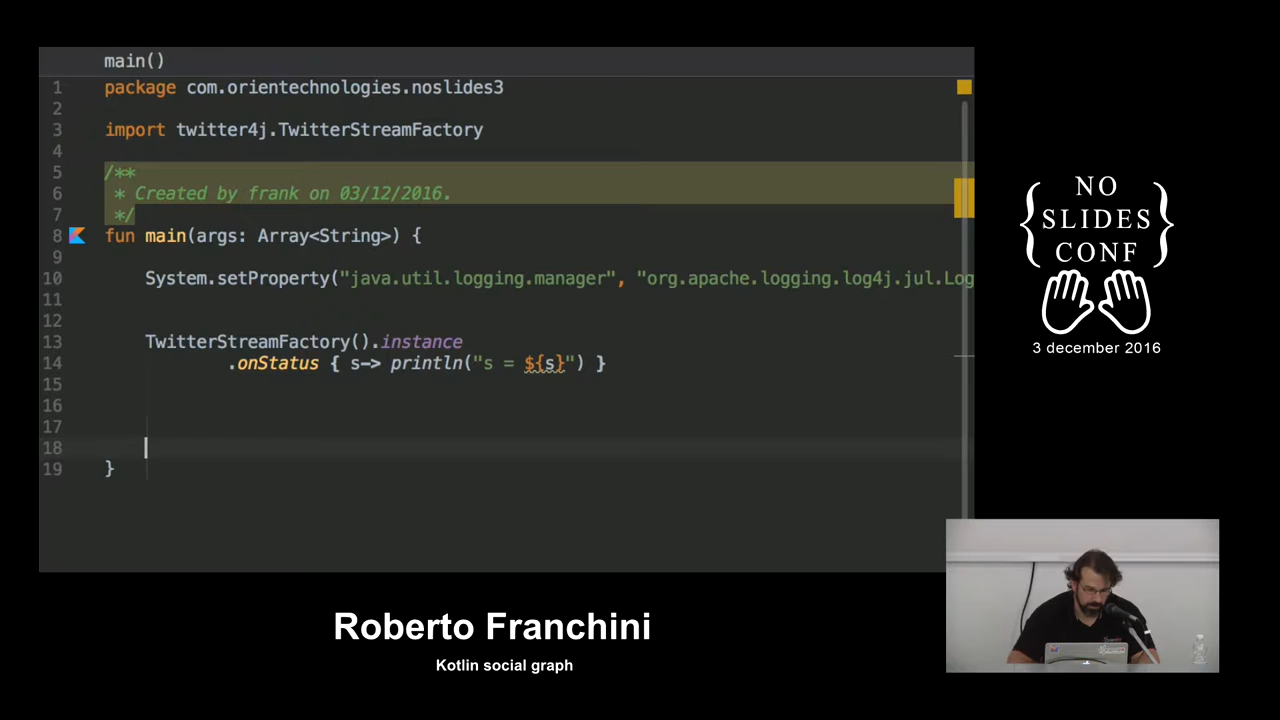 main()
1 package com.orientechnologies.noslides3
2
3 import twitter4j.TwitterStreamFactory
4
5 /**
6 * Created by frank on 03/12/2016.
7 */
8 fun main(args: Array<String>) {
9
10 System.setProperty("java.util.logging.manager", "org.apache.logging.log4j.jul.Log
11
12
13 TwitterStreamFactory().instance
14 .onStatus { s-> println("s = ${s}") }
15
16
17
18
19 }
NO
SLIDES
CONF
3 december 2016
Roberto Franchini
Kotlin social graph